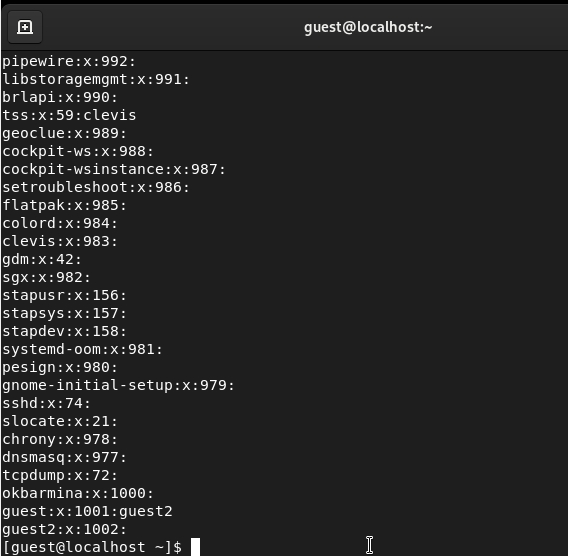 guest@localhost:~
pipewire:x:992:
libstoragemgmt:x:991:
brlapi:x:990:
tss:x:59:clevis
geoclue:x:989:
cockpit-ws:x:988:
cockpit-wsinstance:x:987:
setroubleshoot:x:986:
flatpak:x:985:
colord:x:984:
clevis:x:983:
gdm:x:42:
sgx:x:982:
stapusr:x:156:
stapsys:x:157:
stapdev:x:158:
systemd-oom:x:981:
pesign:x:980:
gnome-initial-setup:x:979:
sshd:x:74:
slocate:x:21:
chrony:x:978:
dnsmasq:x:977:
tcpdump:x:72:
okbarmina:x:1000:
guest:x:1001:guest2
guest2:x:1002:
[guest@localhost ~]$